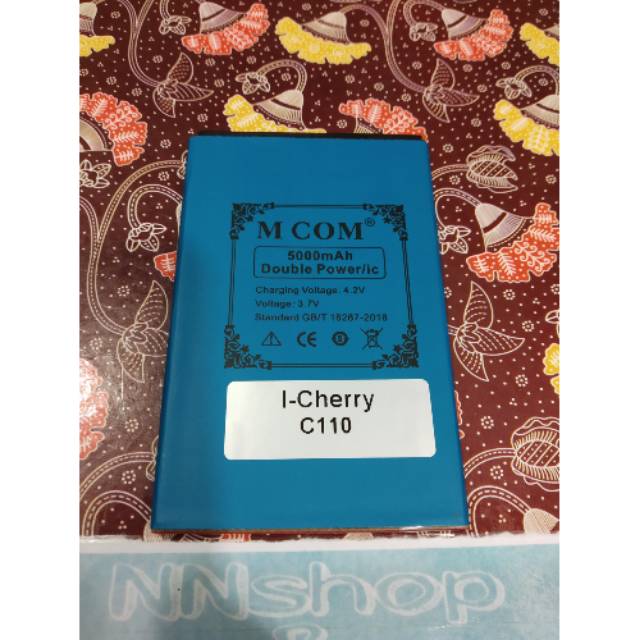 M COM®
5000mAh
Double Power/ic
Charging Voltage: 4.2V
Voltage: 3.7V
Standard GB/T 18287-2018
CE
I-Cherry
C110
NNshop